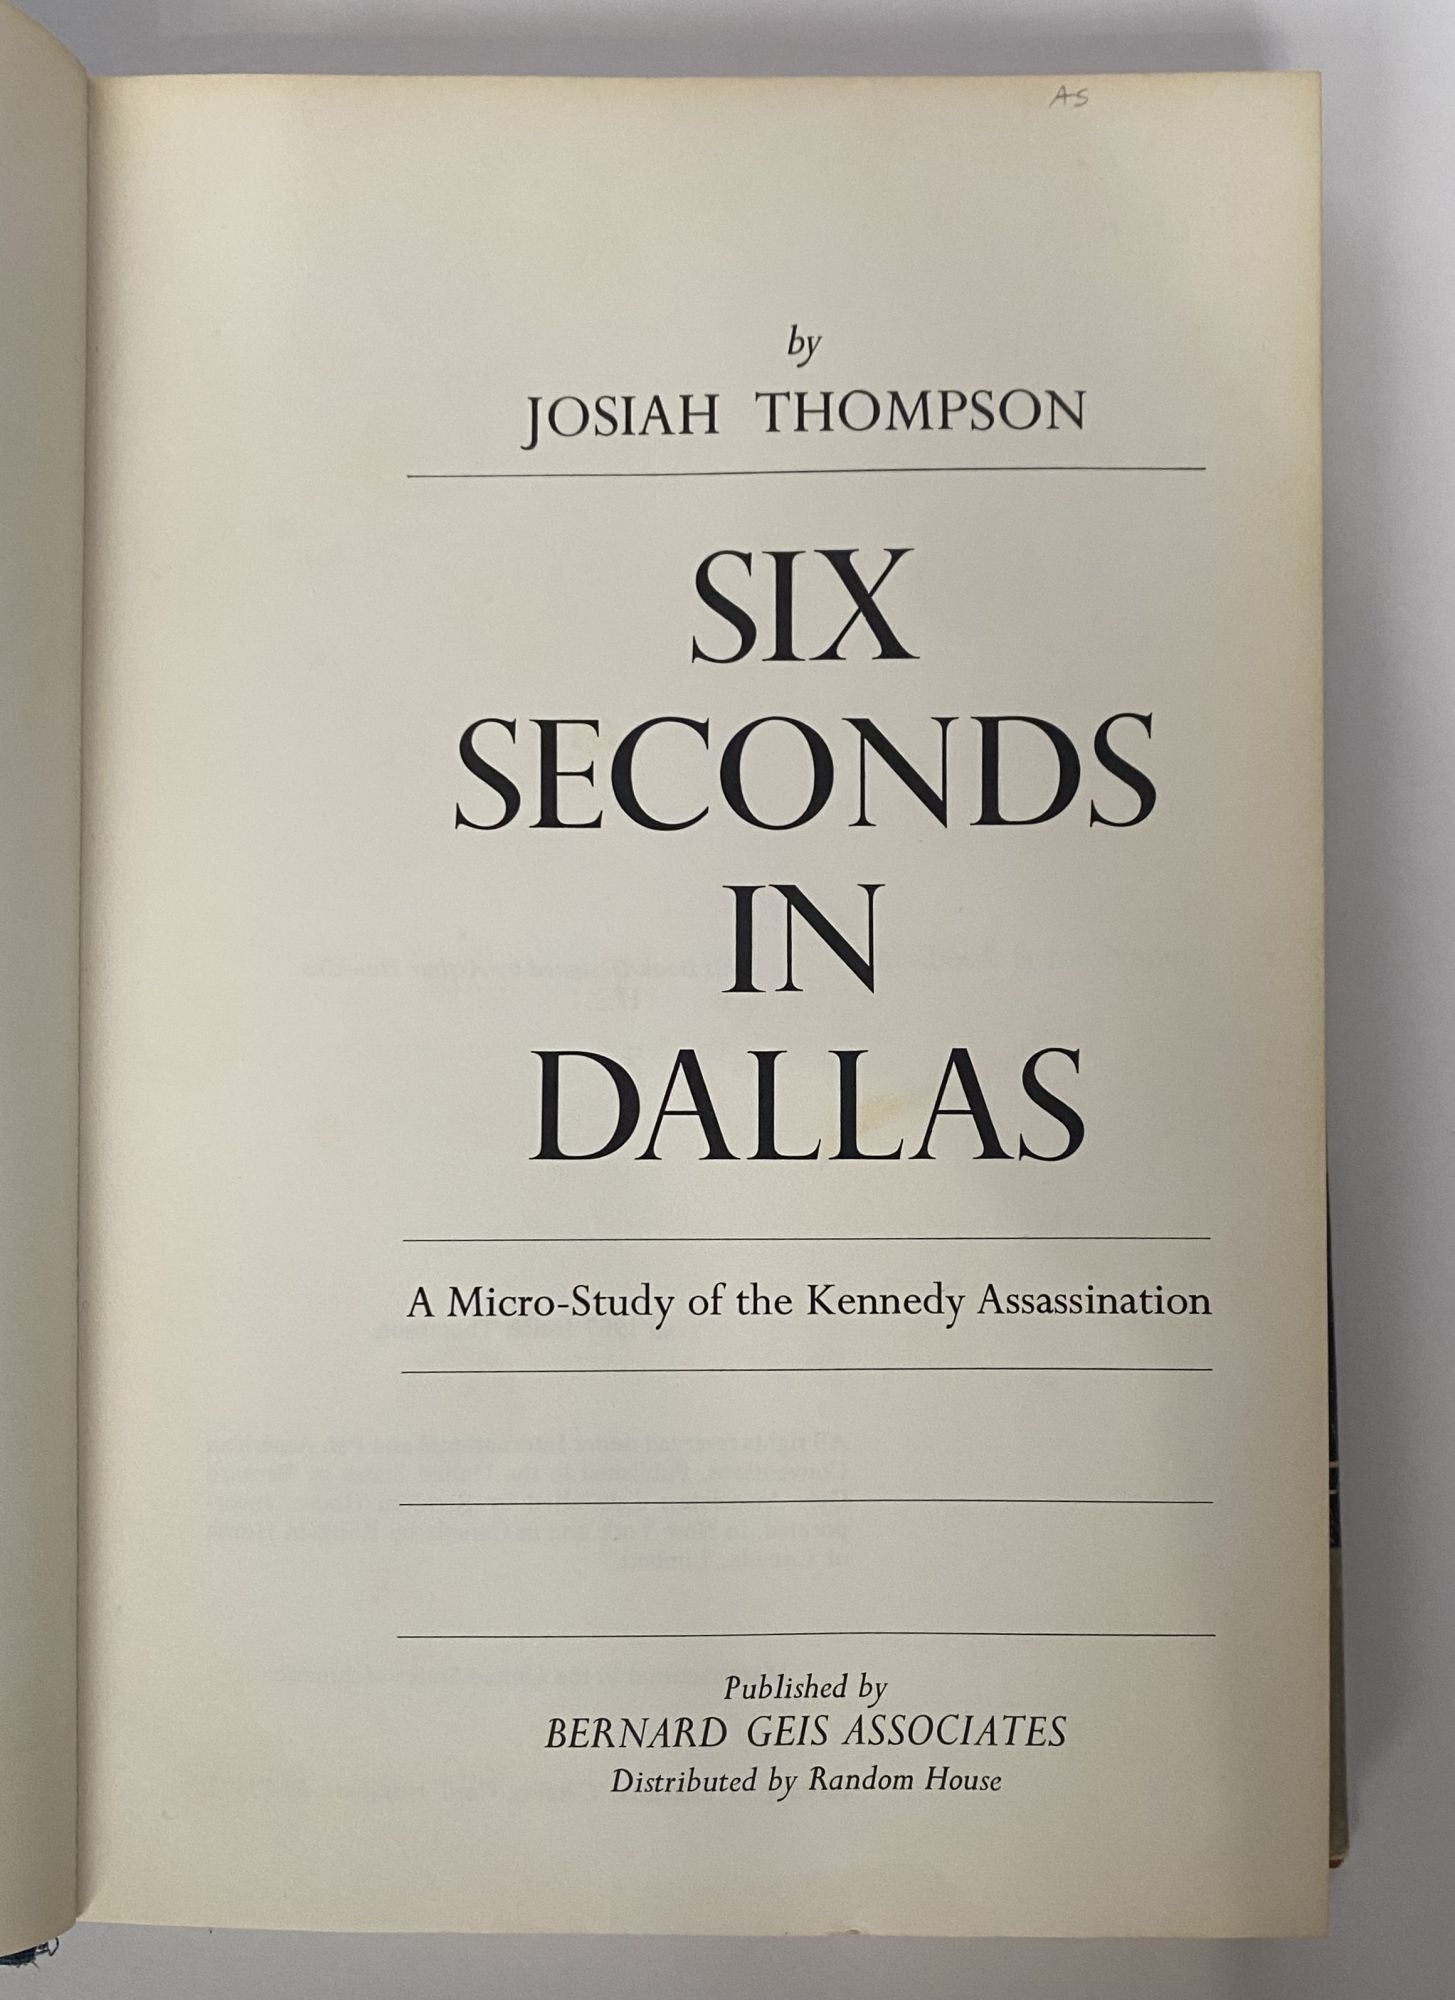 AS
by
JOSIAH THOMPSON
SIX
SECONDS
IN
DALLAS
A Micro-Study of the Kennedy Assassination
Published by
BERNARD GEIS ASSOCIATES
Distributed by Random House